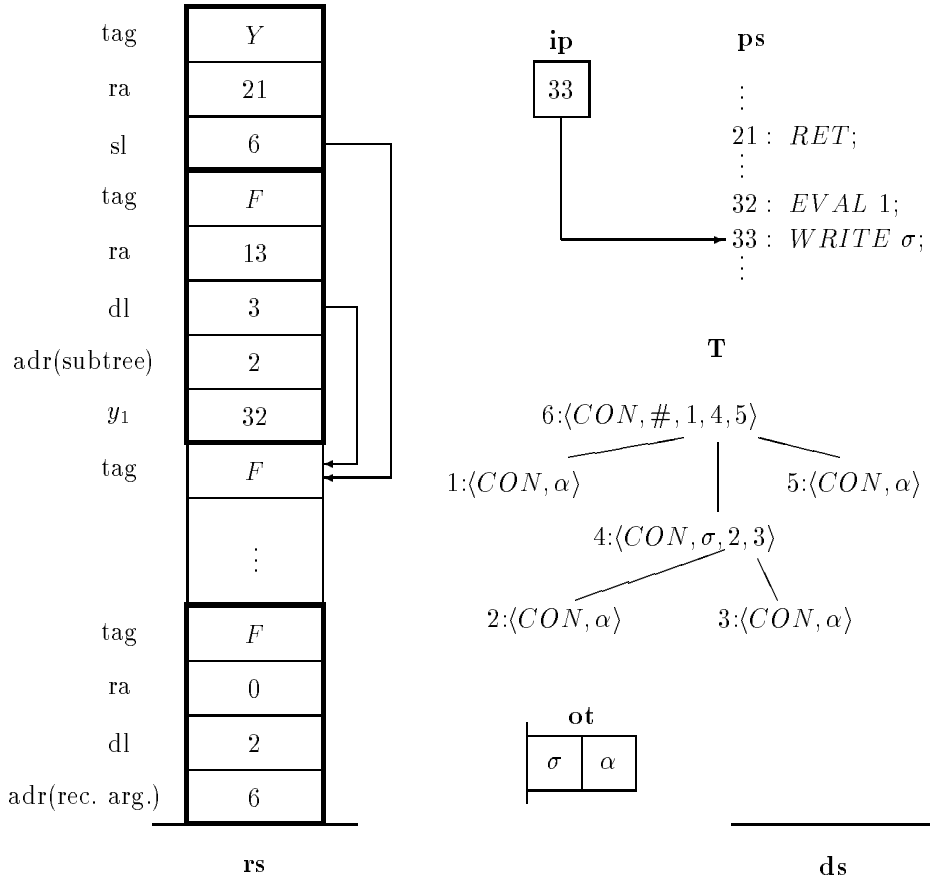 tag Y
ra 21
sl 6
tag F
ra 13
dl 3
adr(subtree) 2
y₁ 32
tag F
⋮
tag F
ra 0
dl 2
adr(rec. arg.) 6
rs
ip
33
ps
⋮
21 : RET;
⋮
32 : EVAL 1;
33 : WRITE σ;
⋮
T
6:⟨CON, #, 1, 4, 5⟩
1:⟨CON, α⟩ 5:⟨CON, α⟩
4:⟨CON, σ, 2, 3⟩
2:⟨CON, α⟩ 3:⟨CON, α⟩
ot
σ α
ds